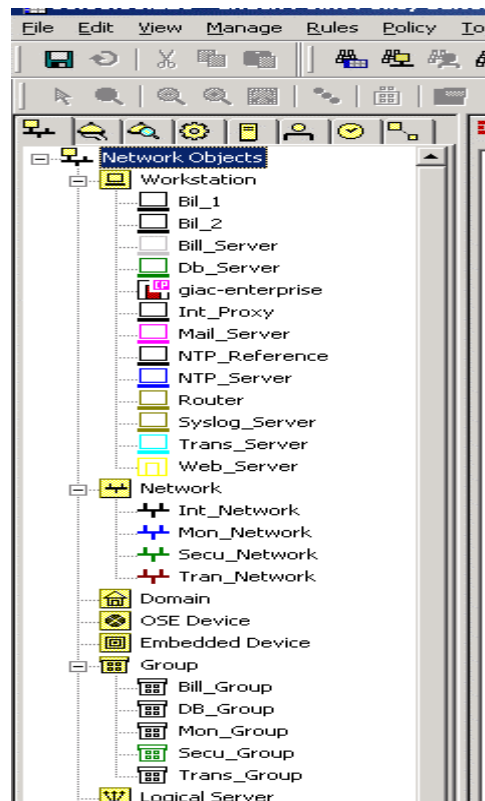 File Edit View Manage Rules Policy
Network Objects
Workstation
Bil_1
Bil_2
Bill_Server
Db_Server
giac-enterprise
Int_Proxy
Mail_Server
NTP_Reference
NTP_Server
Router
Syslog_Server
Trans_Server
Web_Server
Network
Int_Network
Mon_Network
Secu_Network
Tran_Network
Domain
OSE Device
Embedded Device
Group
Bill_Group
DB_Group
Mon_Group
Secu_Group
Trans_Group
Logical Server